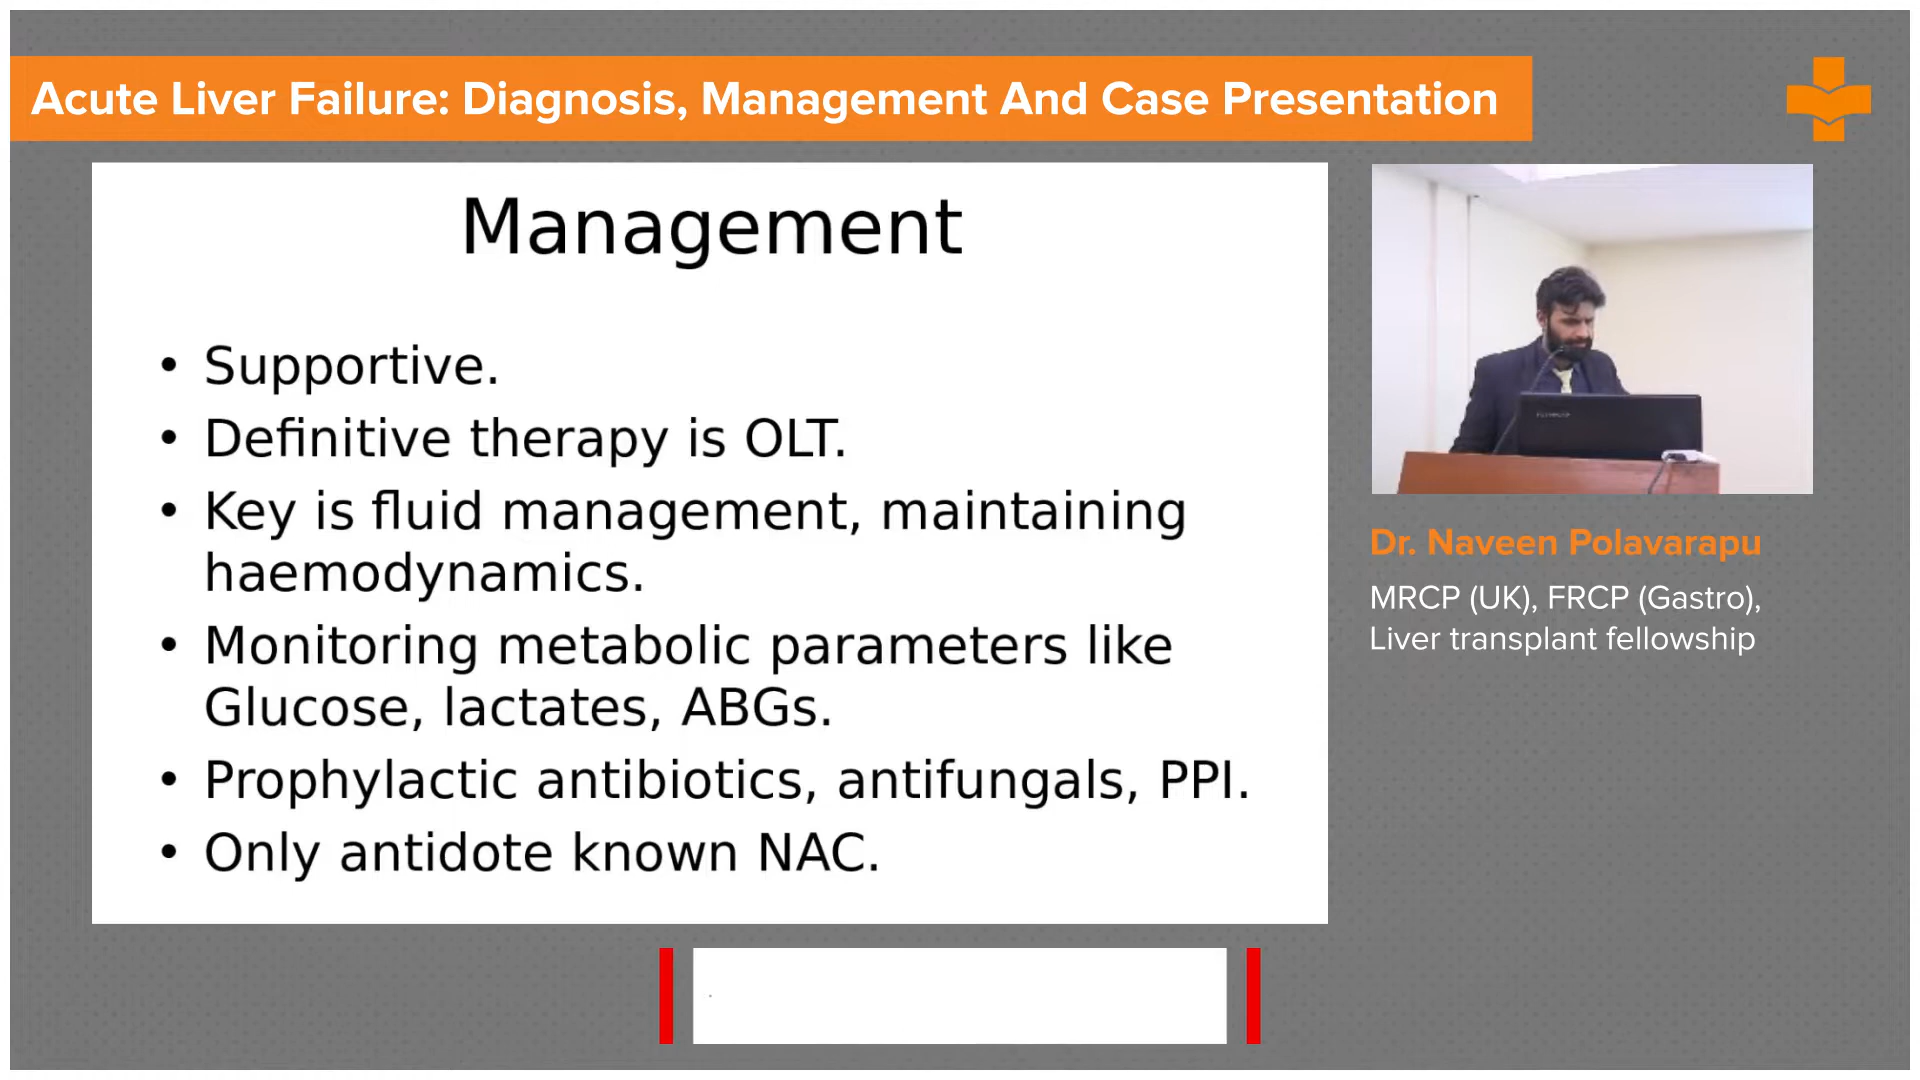 Acute Liver Failure: Diagnosis, Management And Case Presentation
Management
• Supportive.
• Definitive therapy is OLT.
• Key is fluid management, maintaining
haemodynamics.
• Monitoring metabolic parameters like
Glucose, lactates, ABGs.
• Prophylactic antibiotics, antifungals, PPI.
• Only antidote known NAC.
Dr. Naveen Polavarapu
MRCP (UK), FRCP (Gastro),
Liver transplant fellowship